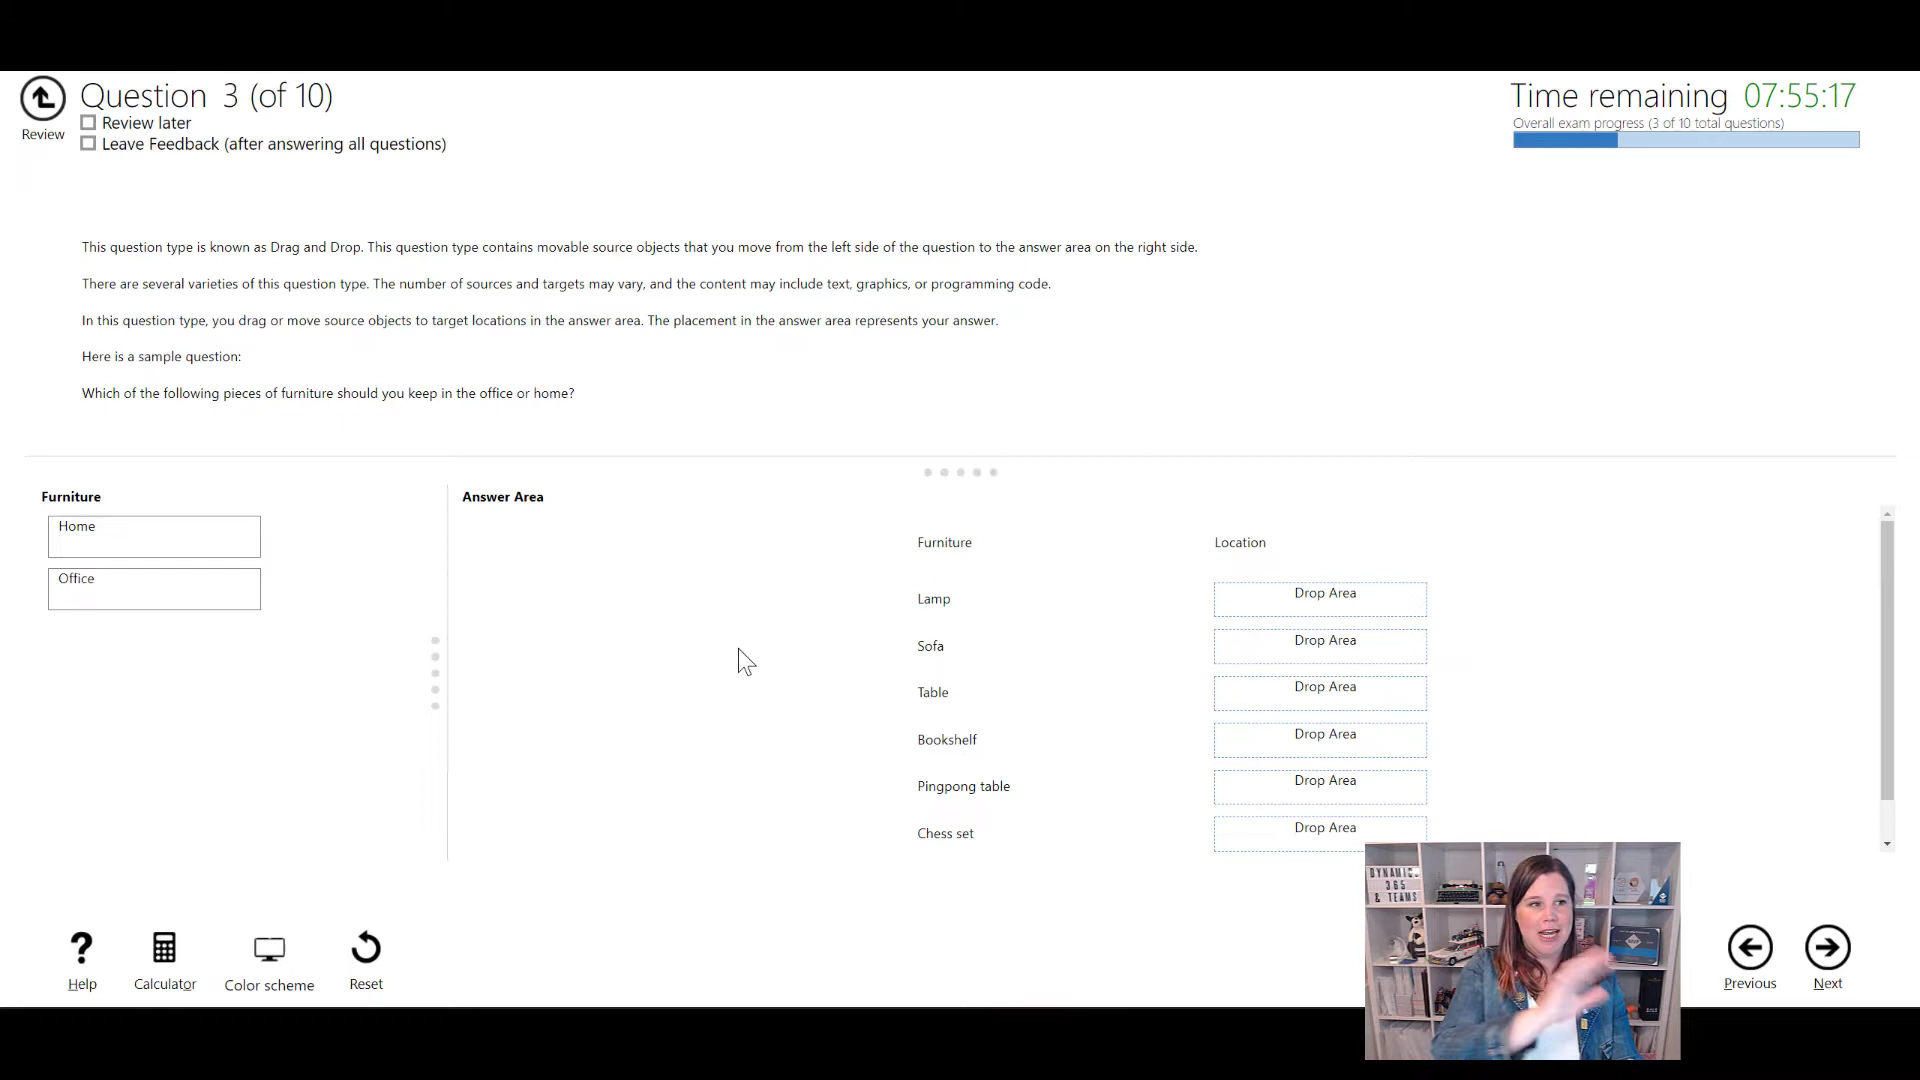 Review
Question 3 (of 10)
Review later
Leave Feedback (after answering all questions)
Time remaining 07:55:17
Overall exam progress (3 of 10 total questions)
This question type is known as Drag and Drop. This question type contains movable source objects that you move from the left side of the question to the answer area on the right side.
There are several varieties of this question type. The number of sources and targets may vary, and the content may include text, graphics, or programming code.
In this question type, you drag or move source objects to target locations in the answer area. The placement in the answer area represents your answer.
Here is a sample question:
Which of the following pieces of furniture should you keep in the office or home?
Furniture
Home
Office
Answer Area
Furniture Location
Lamp Drop Area
Sofa Drop Area
Table Drop Area
Bookshelf Drop Area
Pingpong table Drop Area
Chess set Drop Area
DYNAMIC
365
& TEAMS
Help Calculator Color scheme Reset
Previous Next